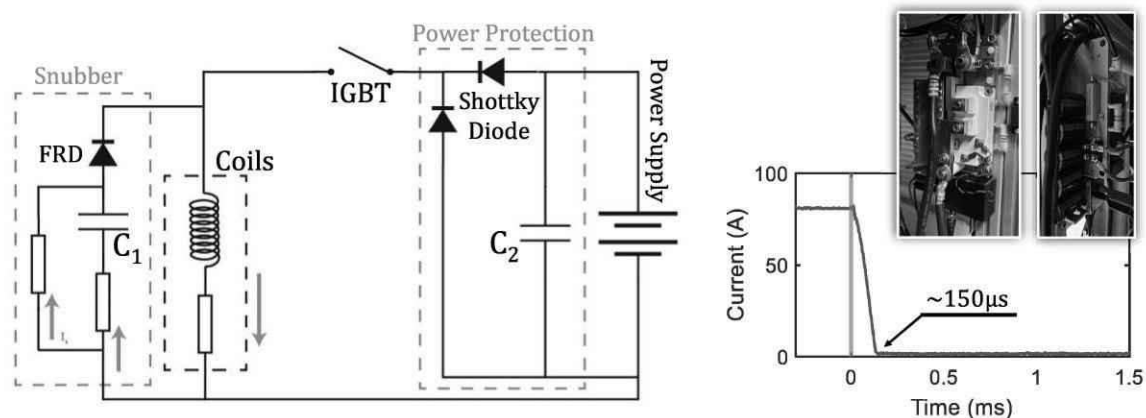 Snubber
FRD
C1
Coils
IGBT
Power Protection
Shottky
Diode
C2
Power Supply
100
50
0
Current (A)
~150μs
0
0.5
1
1.5
Time (ms)